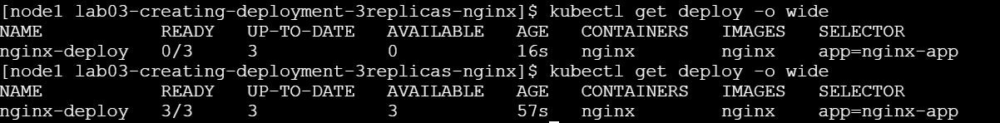 [node1 lab03-creating-deployment-3replicas-nginx]$ kubectl get deploy -o wide
NAME READY UP-TO-DATE AVAILABLE AGE CONTAINERS IMAGES SELECTOR
nginx-deploy 0/3 3 0 16s nginx nginx app=nginx-app
[node1 lab03-creating-deployment-3replicas-nginx]$ kubectl get deploy -o wide
NAME READY UP-TO-DATE AVAILABLE AGE CONTAINERS IMAGES SELECTOR
nginx-deploy 3/3 3 3 57s nginx nginx app=nginx-app